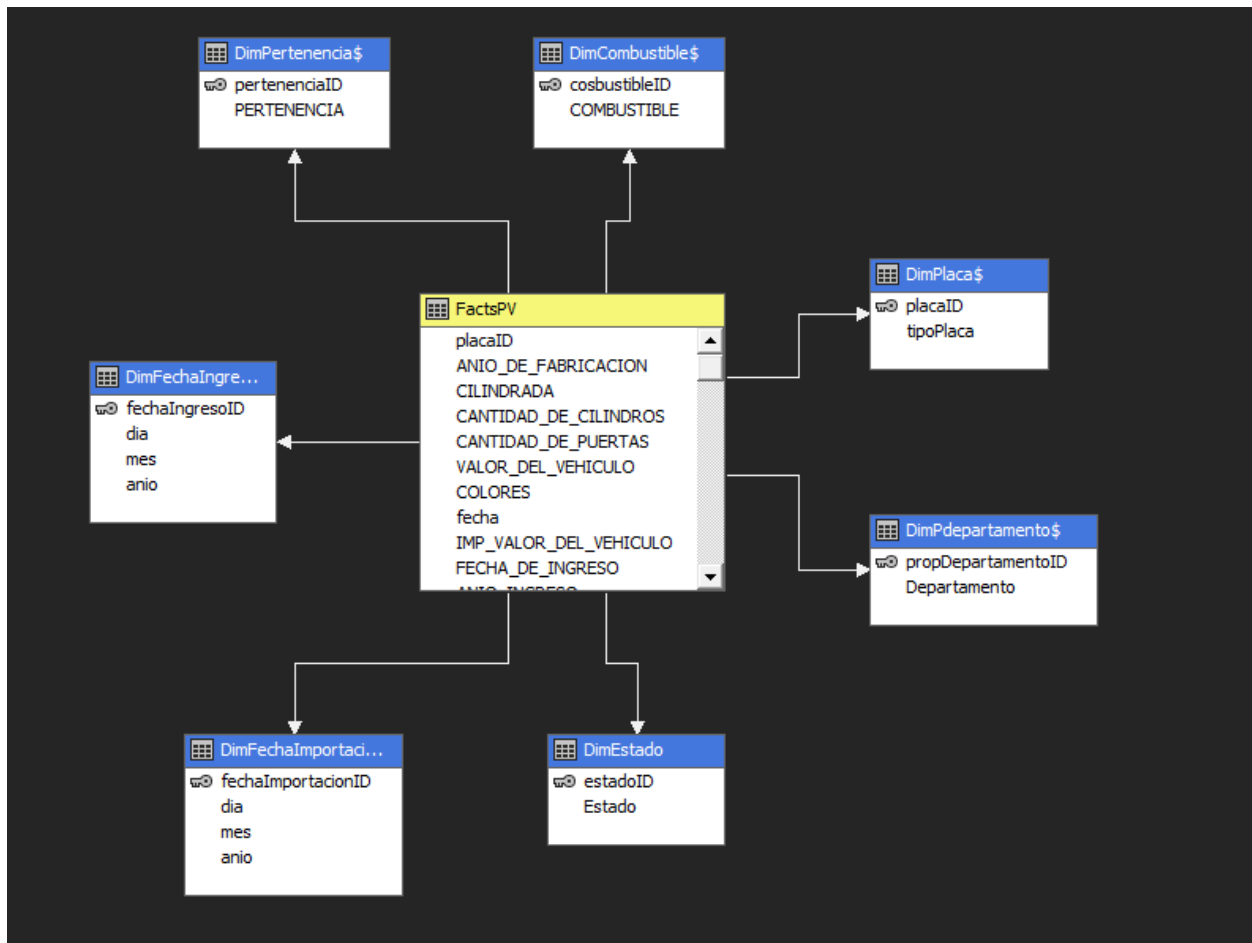 DimPertenencia$
pertenenciaID
PERTENENCIA
DimCombustible$
cosbustibleID
COMBUSTIBLE
DimPlaca$
placaID
tipoPlaca
FactsPV
placaID
ANIO_DE_FABRICACION
CILINDRADA
CANTIDAD_DE_CILINDROS
CANTIDAD_DE_PUERTAS
VALOR_DEL_VEHICULO
COLORES
fecha
IMP_VALOR_DEL_VEHICULO
FECHA_DE_INGRESO
DimFechaIngre...
fechaIngresoID
dia
mes
anio
DimPdepartamento$
propDepartamentoID
Departamento
DimFechaImportaci...
fechaImportacionID
dia
mes
anio
DimEstado
estadoID
Estado